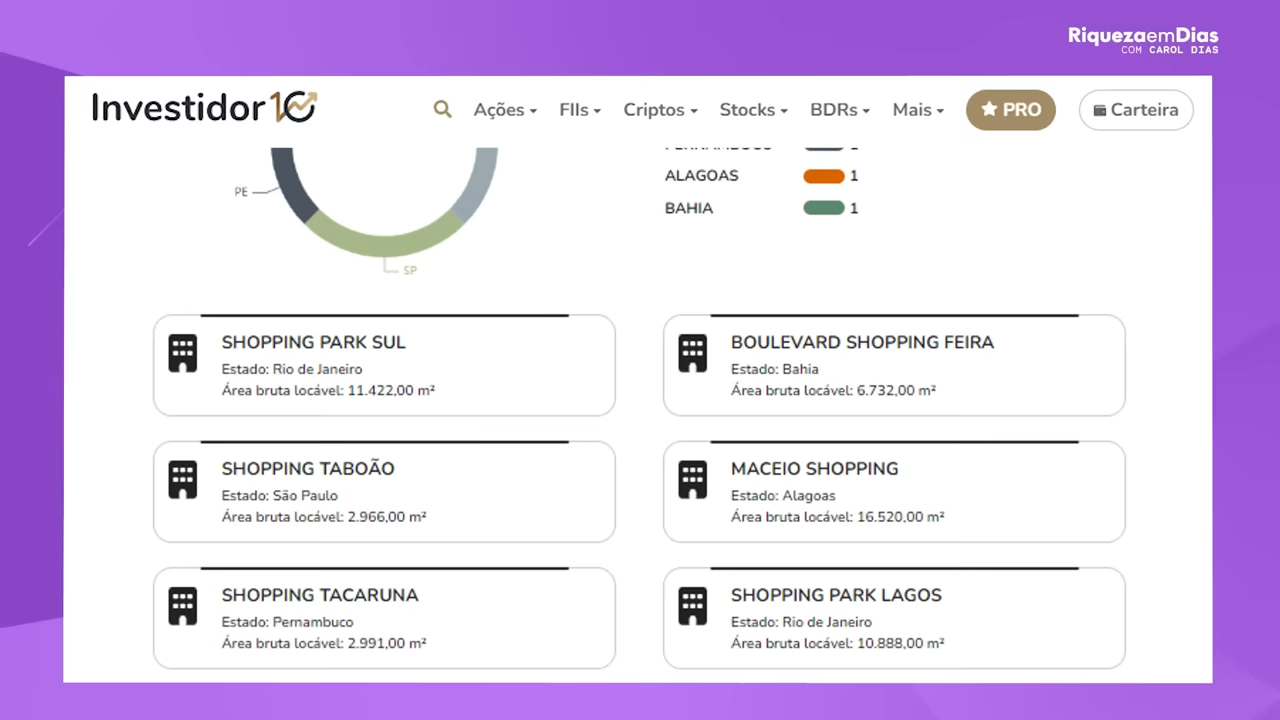 RiquezaemDias
COM CAROL DIAS
Investidor 10
Ações
FIIs
Criptos
Stocks
BDRs
Mais
PRO
Carteira
PERNAMBUCO 1
PE
ALAGOAS 1
BAHIA 1
SP
SHOPPING PARK SUL
Estado: Rio de Janeiro
Área bruta locável: 11.422,00 m²
BOULEVARD SHOPPING FEIRA
Estado: Bahia
Área bruta locável: 6.732,00 m²
SHOPPING TABOÃO
Estado: São Paulo
Área bruta locável: 2.966,00 m²
MACEIO SHOPPING
Estado: Alagoas
Área bruta locável: 16.520,00 m²
SHOPPING TACARUNA
Estado: Pernambuco
Área bruta locável: 2.991,00 m²
SHOPPING PARK LAGOS
Estado: Rio de Janeiro
Área bruta locável: 10.888,00 m²